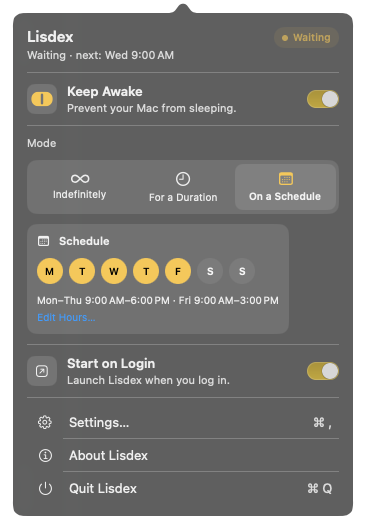 Lisdex
Waiting
Waiting · next: Wed 9:00 AM
Keep Awake
Prevent your Mac from sleeping.
Mode
Indefinitely
For a Duration
On a Schedule
Schedule
M T W T F S S
Mon–Thu 9:00 AM–6:00 PM · Fri 9:00 AM–3:00 PM
Edit Hours...
Start on Login
Launch Lisdex when you log in.
Settings... ⌘ ,
About Lisdex
Quit Lisdex ⌘ Q